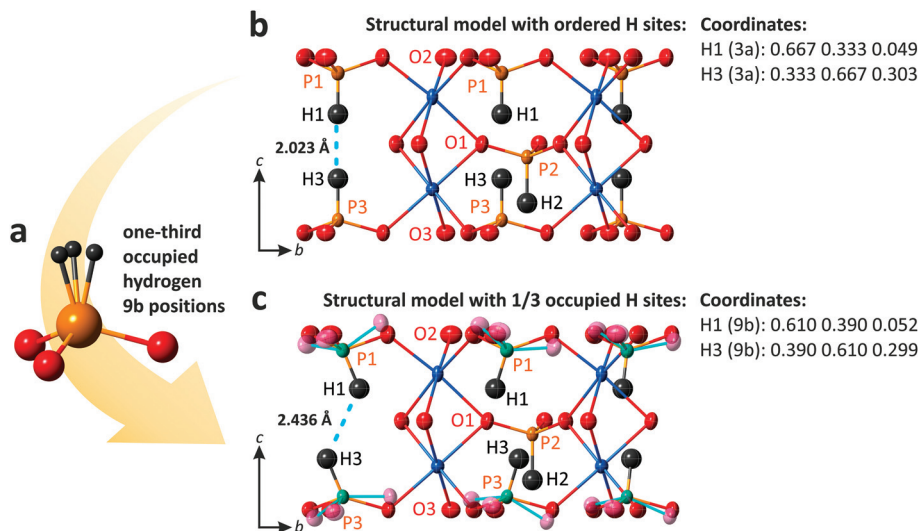 b
Structural model with ordered H sites:
Coordinates:
H1 (3a): 0.667 0.333 0.049
H3 (3a): 0.333 0.667 0.303
O2
P1
P1
H1
H1
O1
2.023 Å
P2
H3
H3
H2
P3
P3
O3
c
b
a
one-third
occupied
hydrogen
9b positions
c
Structural model with 1/3 occupied H sites:
Coordinates:
H1 (9b): 0.610 0.390 0.052
H3 (9b): 0.390 0.610 0.299
O2
P1
P1
H1
H1
2.436 Å
O1
P2
H3
H3
H2
P3
P3
O3
c
b